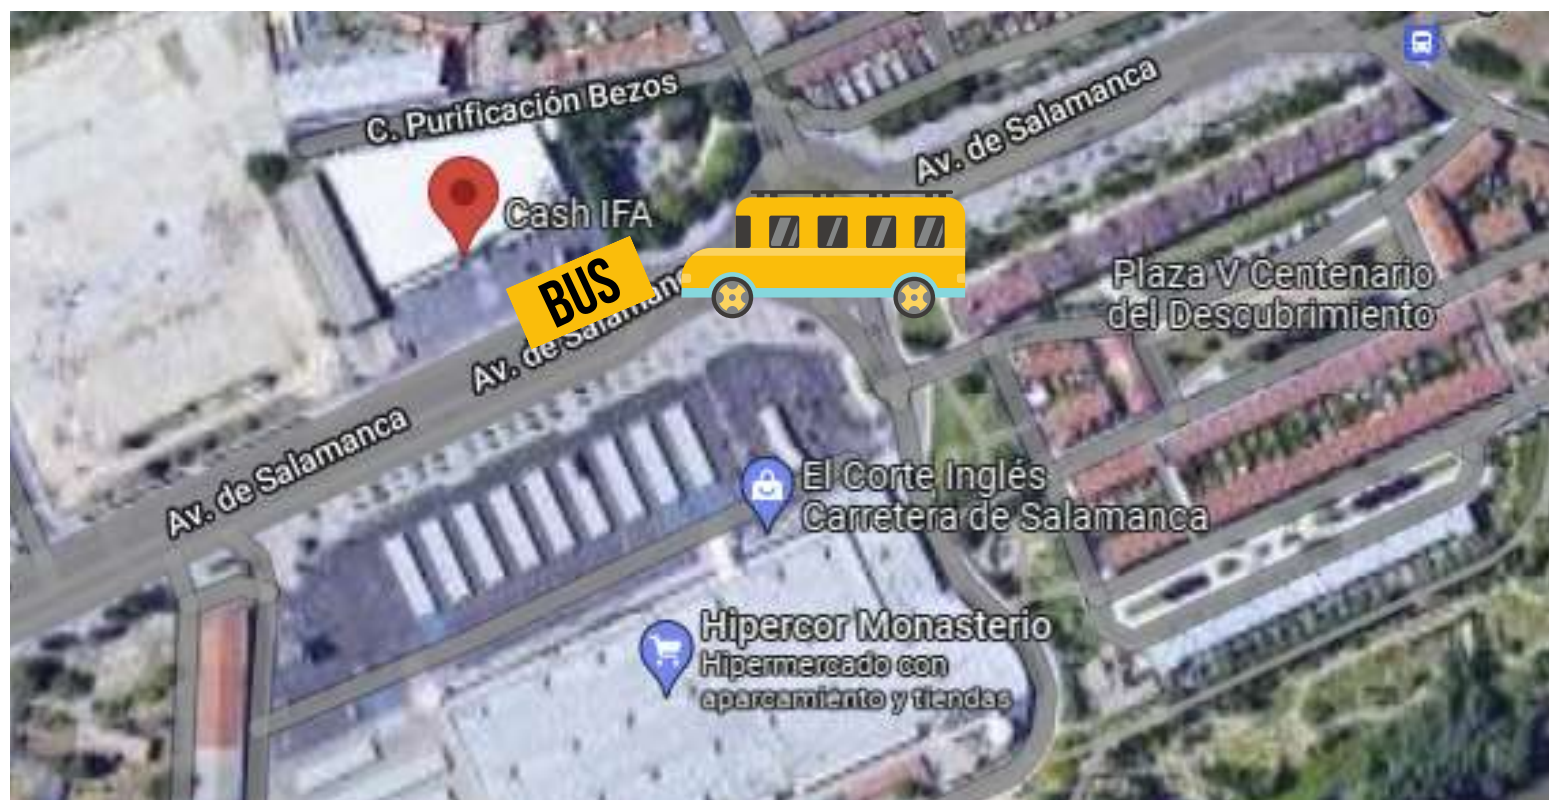 C. Purificación Bezos
Av. de Salamanca
Cash IFA
BUS
Av. de Salaman
Plaza V Centenario
del Descubrimiento
Av. de Salamanca
El Corte Inglés
Carretera de Salamanca
Hipercor Monasterio
Hipermercado con
aparcamiento y tiendas